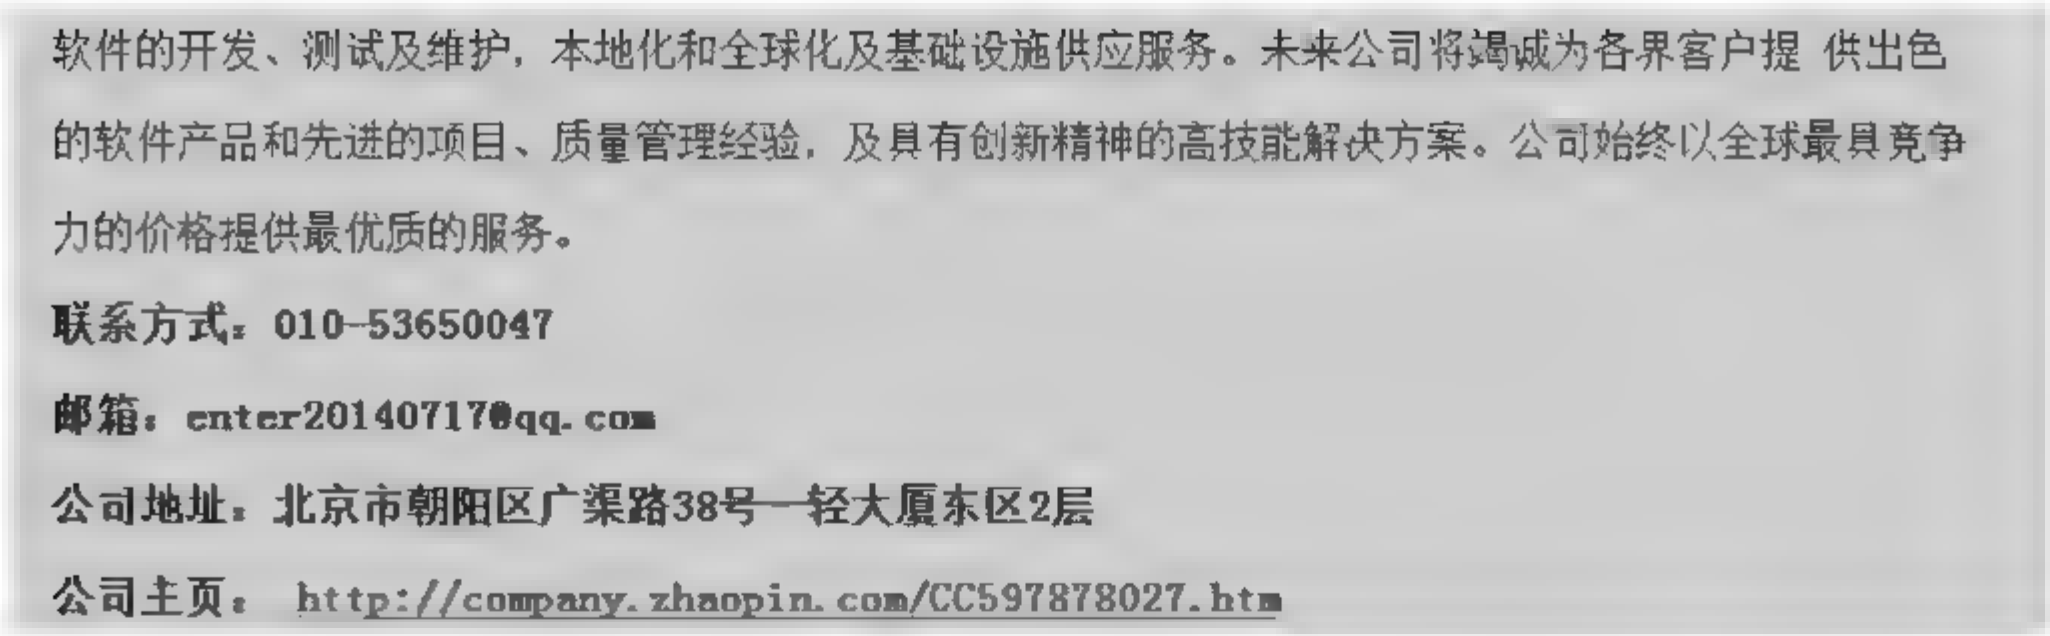 软件的开发、测试及维护，本地化和全球化及基础设施供应服务。未来公司将竭诚为各界客户提 供出色
的软件产品和先进的项目、质量管理经验，及具有创新精神的高技能解决方案。公司始终以全球最具竞争
力的价格提供最优质的服务。
联系方式：010-53650047
邮箱：enter20140717@qq.com
公司地址：北京市朝阳区广渠路38号一轻大厦东区2层
公司主页： http://company.zhaopin.com/CC597878027.htm